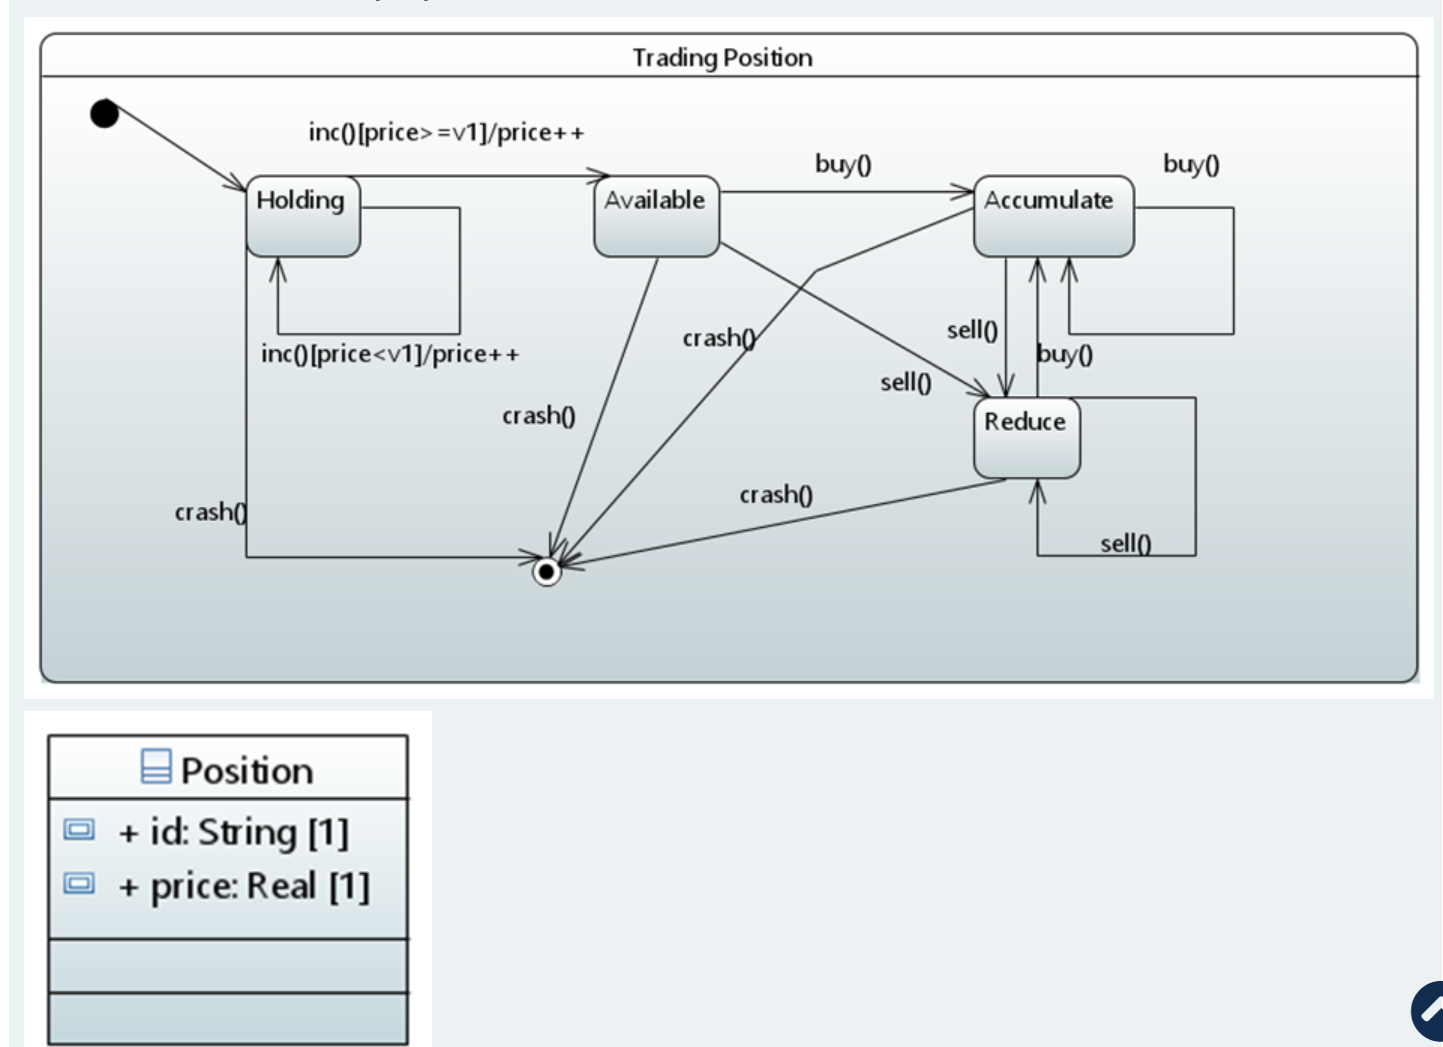 Trading Position
inc()[price>=v1]/price++
buy()
buy()
Holding
Available
Accumulate
crash()
sell()
inc()[price<v1]/price++
buy()
sell()
crash()
Reduce
crash()
crash()
sell()
Position
+ id: String [1]
+ price: Real [1]